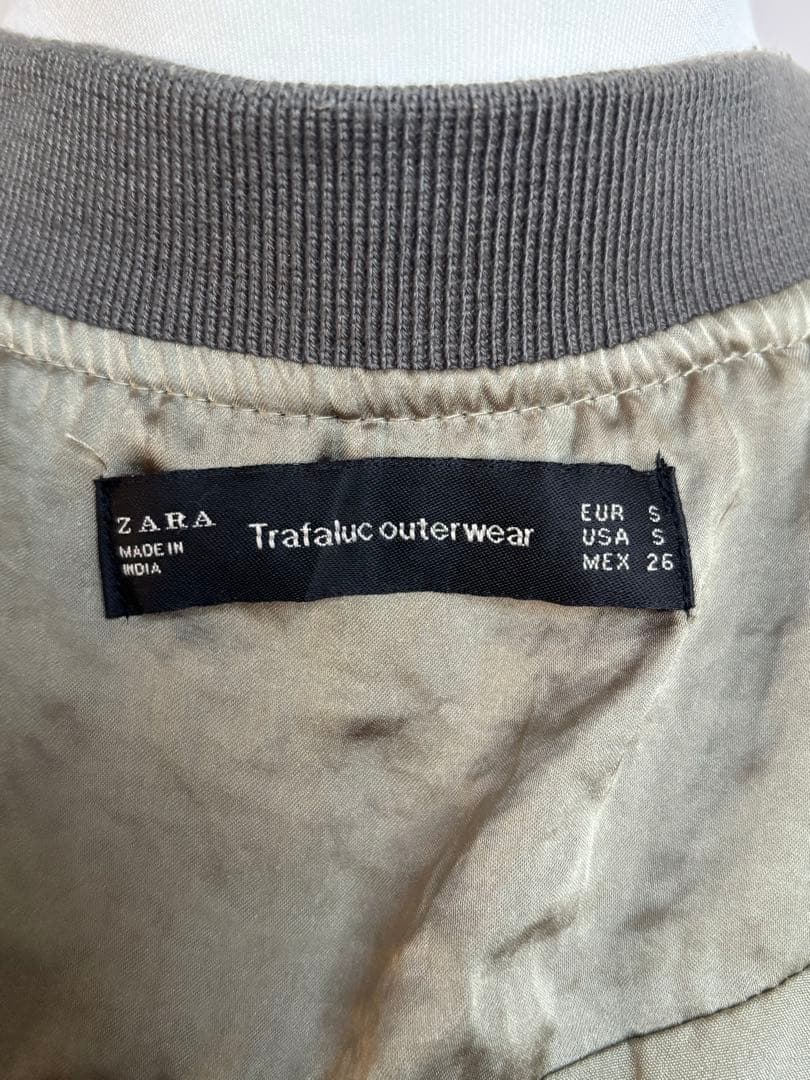 ZARA
MADE IN
INDIA
Trafaluc outerwear
EUR S
USA S
MEX 26